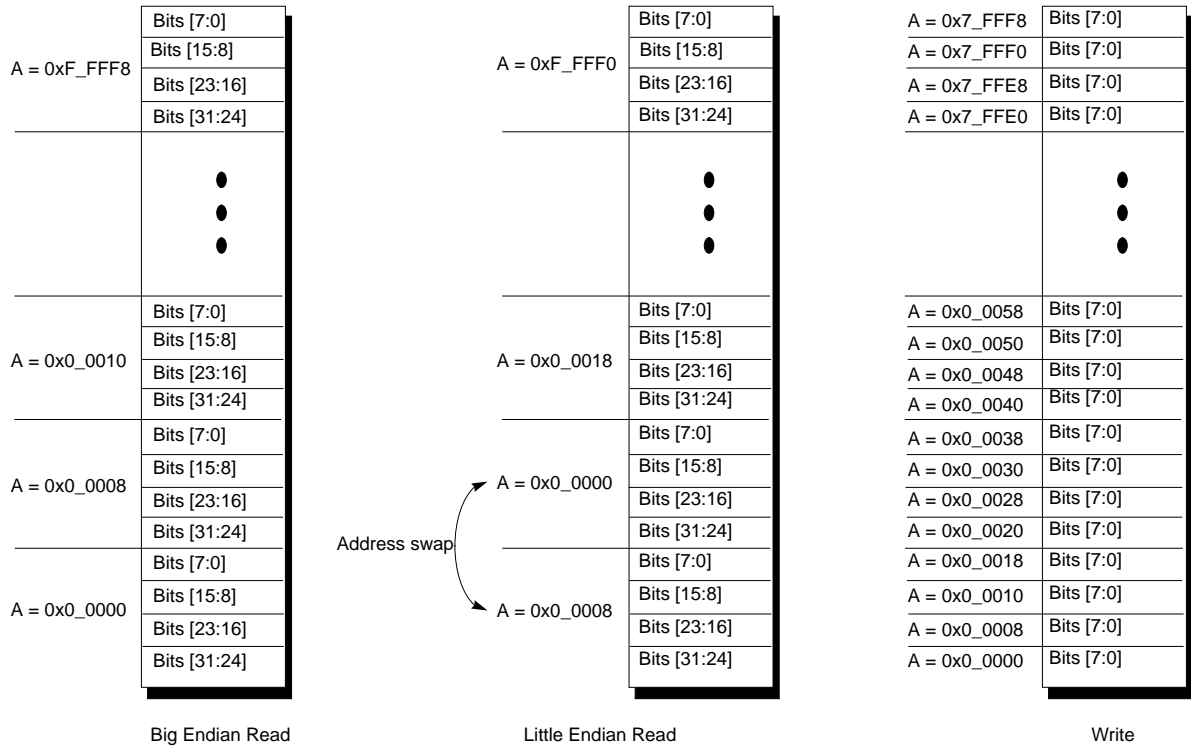 A = 0xF_FFF8
Bits [7:0]
Bits [15:8]
Bits [23:16]
Bits [31:24]
A = 0x0_0010
Bits [7:0]
Bits [15:8]
Bits [23:16]
Bits [31:24]
A = 0x0_0008
Bits [7:0]
Bits [15:8]
Bits [23:16]
Bits [31:24]
A = 0x0_0000
Bits [7:0]
Bits [15:8]
Bits [23:16]
Bits [31:24]
Big Endian Read
A = 0xF_FFF0
Bits [7:0]
Bits [15:8]
Bits [23:16]
Bits [31:24]
A = 0x0_0018
Bits [7:0]
Bits [15:8]
Bits [23:16]
Bits [31:24]
Address swap
A = 0x0_0000
Bits [7:0]
Bits [15:8]
Bits [23:16]
Bits [31:24]
A = 0x0_0008
Bits [7:0]
Bits [15:8]
Bits [23:16]
Bits [31:24]
Little Endian Read
A = 0x7_FFF8 Bits [7:0]
A = 0x7_FFF0 Bits [7:0]
A = 0x7_FFE8 Bits [7:0]
A = 0x7_FFE0 Bits [7:0]
A = 0x0_0058 Bits [7:0]
A = 0x0_0050 Bits [7:0]
A = 0x0_0048 Bits [7:0]
A = 0x0_0040 Bits [7:0]
A = 0x0_0038 Bits [7:0]
A = 0x0_0030 Bits [7:0]
A = 0x0_0028 Bits [7:0]
A = 0x0_0020 Bits [7:0]
A = 0x0_0018 Bits [7:0]
A = 0x0_0010 Bits [7:0]
A = 0x0_0008 Bits [7:0]
A = 0x0_0000 Bits [7:0]
Write